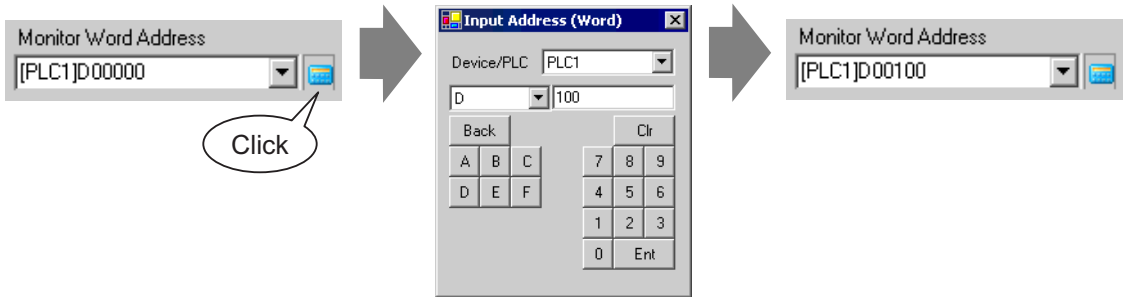 Monitor Word Address
[PLC1]D00000
Click
Input Address (Word)
Device/PLC PLC1
D 100
Back Clr
A B C 7 8 9
D E F 4 5 6
1 2 3
0 Ent
Monitor Word Address
[PLC1]D00100